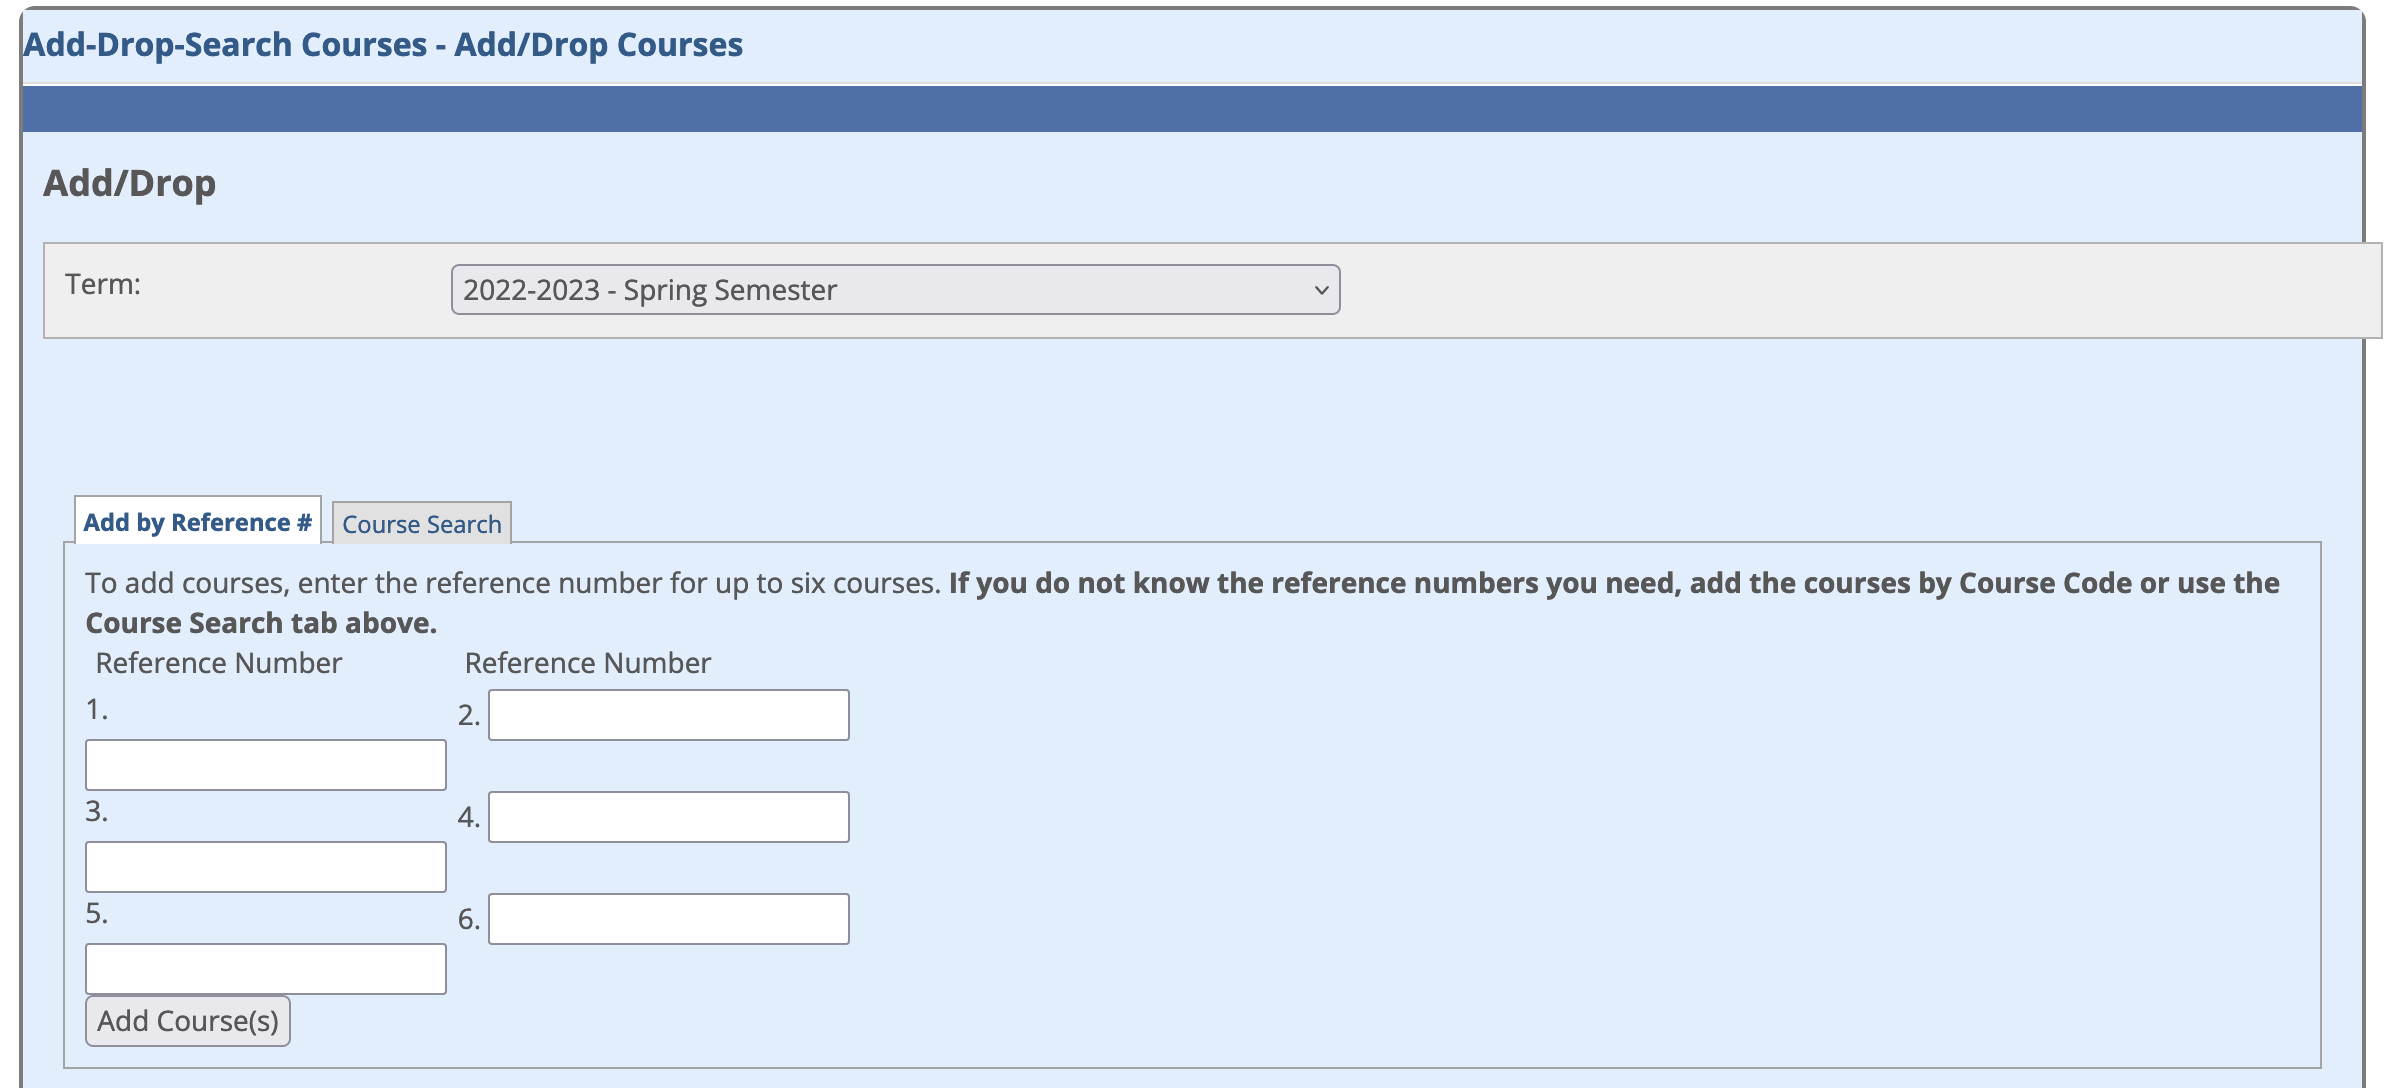 Add-Drop-Search Courses - Add/Drop Courses
Add/Drop
Term:
2022-2023 - Spring Semester
Add by Reference #
Course Search
To add courses, enter the reference number for up to six courses. If you do not know the reference numbers you need, add the courses by Course Code or use the
Course Search tab above.
Reference Number
Reference Number
1.
2.
3.
4.
5.
6.
Add Course(s)